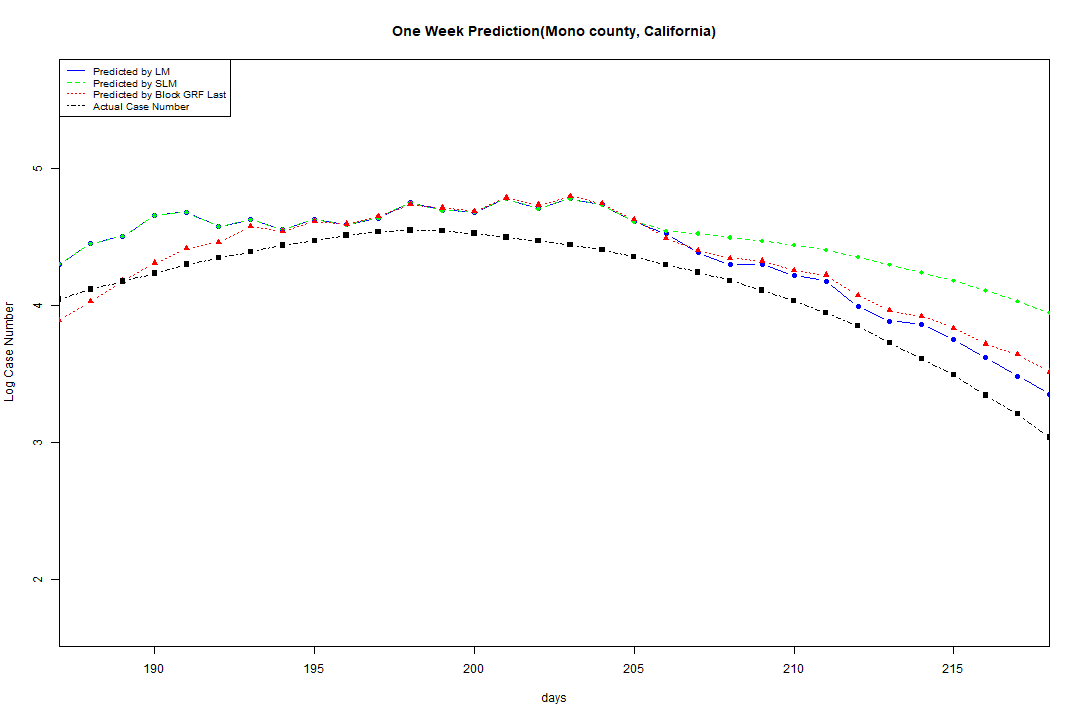 One Week Prediction(Mono county, California)
Predicted by LM
Predicted by SLM
Predicted by Block GRF Last
Actual Case Number
5
4
3
2
Log Case Number
190 195 200 205 210 215
days